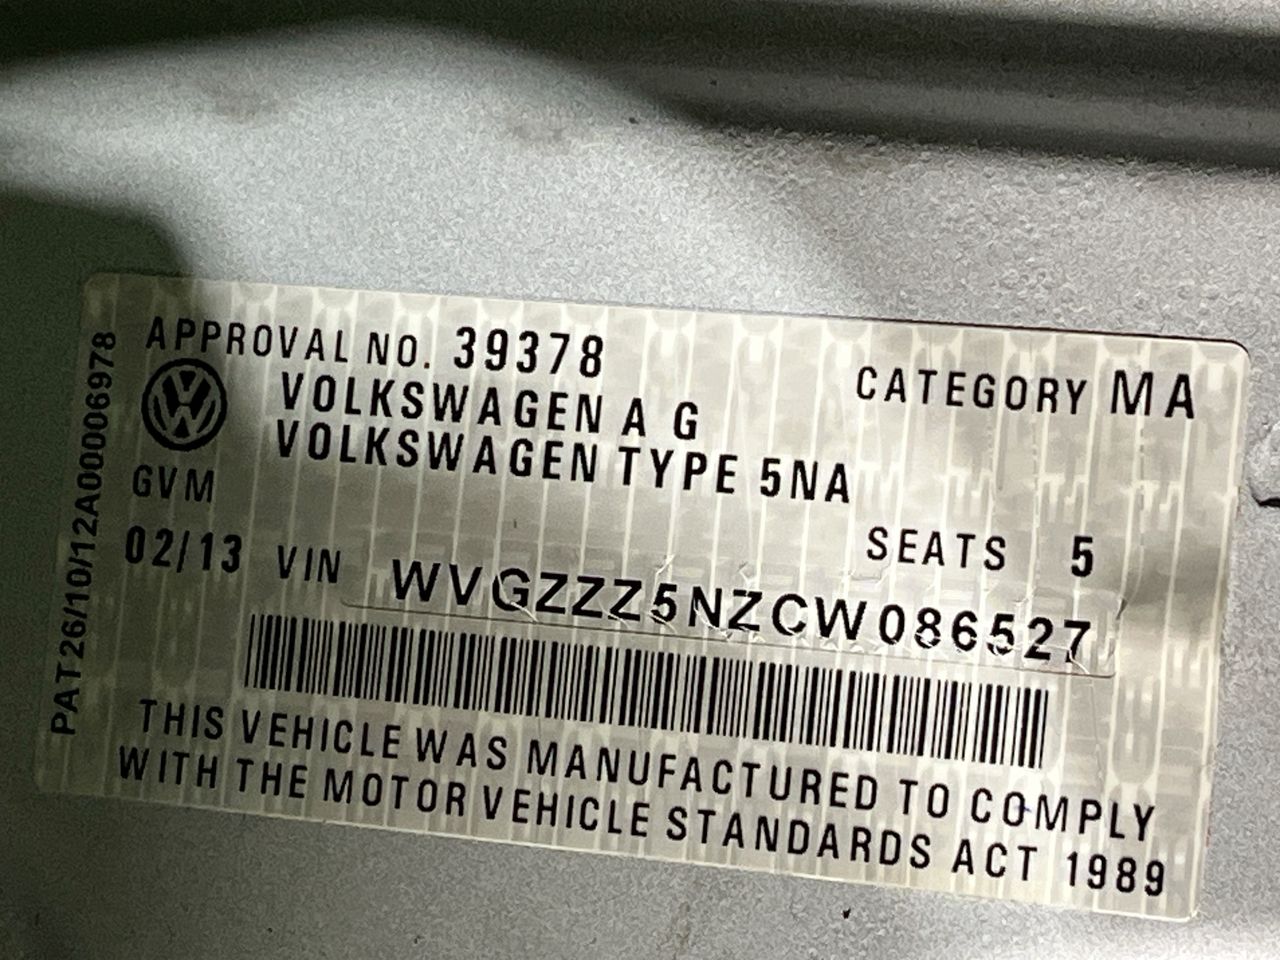 APPROVAL NO. 39378
CATEGORY MA
VOLKSWAGEN A G
VOLKSWAGEN TYPE 5NA
GVM
SEATS 5
02/13 VIN WVGZZZ5NZCW086527
THIS VEHICLE WAS MANUFACTURED TO COMPLY
WITH THE MOTOR VEHICLE STANDARDS ACT 1989
PAT26/10/12A00006978